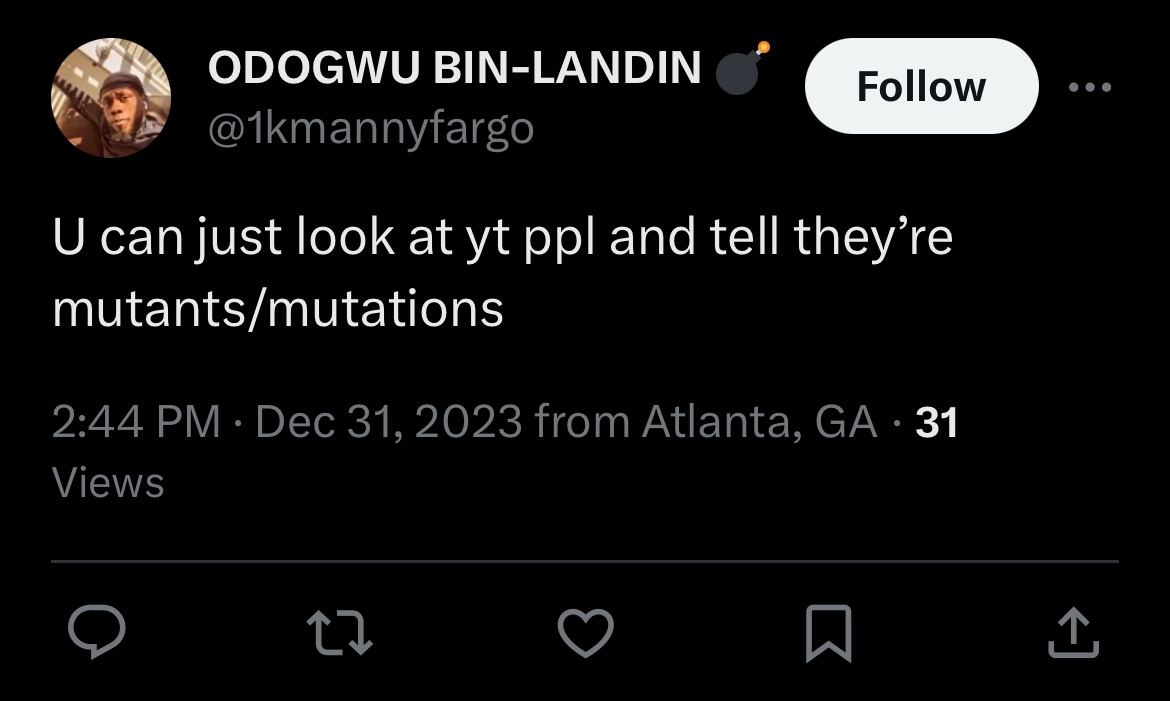 ODOGWU BIN-LANDIN 💣
Follow
@1kmannyfargo
U can just look at yt ppl and tell they’re
mutants/mutations
2:44 PM · Dec 31, 2023 from Atlanta, GA · 31
Views